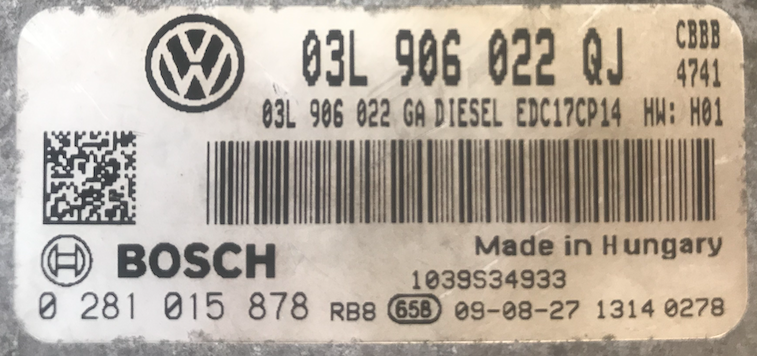 03L 906 022 QJ CBBB
4741
03L 906 022 GA DIESEL EDC17CP14 HW: H01
BOSCH
Made in Hungary
1039S34933
0 281 015 878 RB8 658 09-08-27 1314 0278